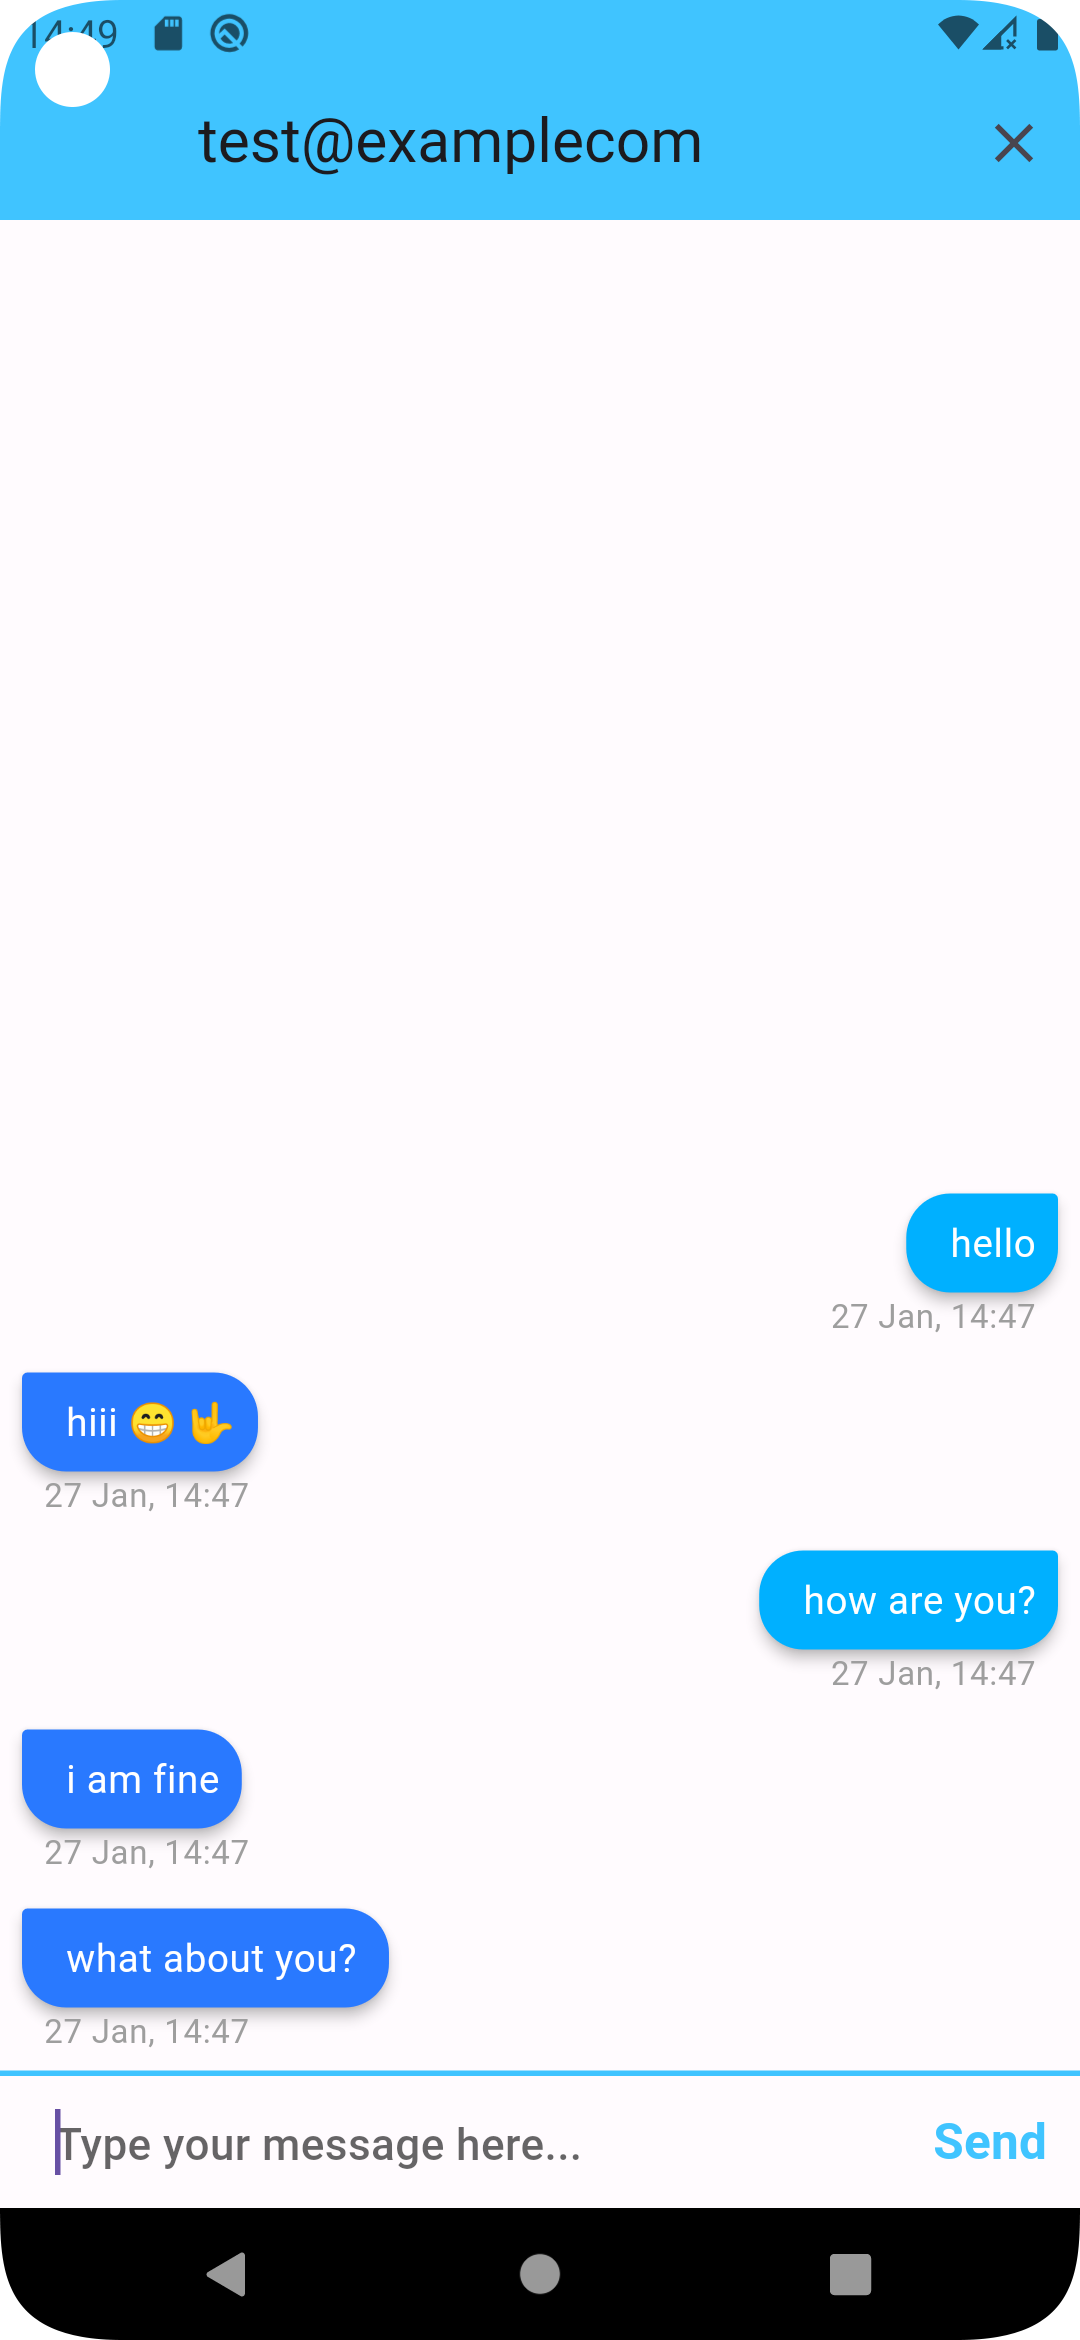 14:49
test@examplecom
hello
27 Jan, 14:47
hiii 😁 🤟
27 Jan, 14:47
how are you?
27 Jan, 14:47
i am fine
27 Jan, 14:47
what about you?
27 Jan, 14:47
Type your message here...
Send